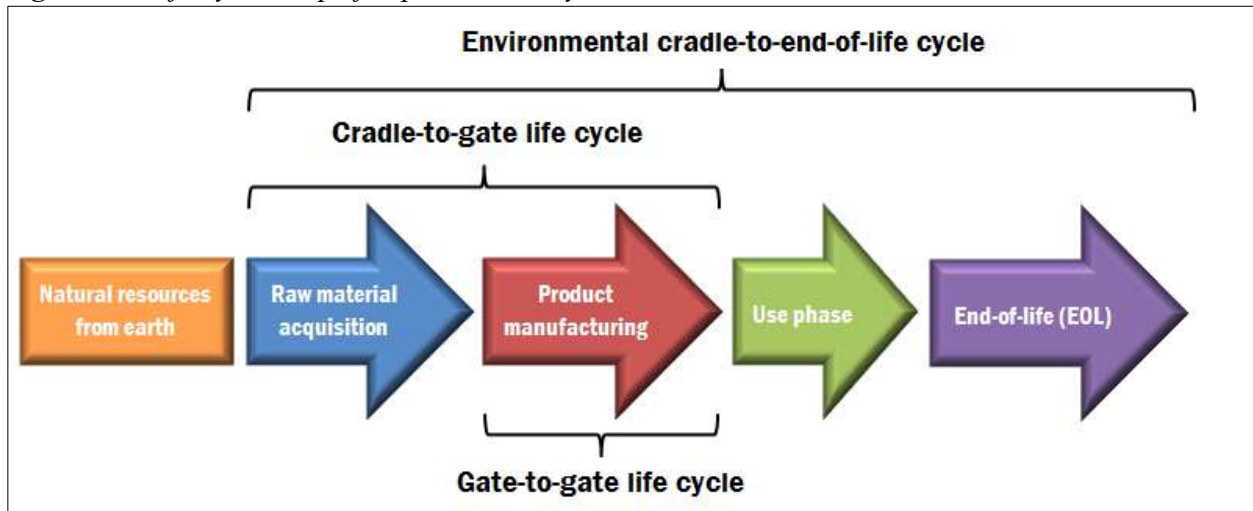 Environmental cradle-to-end-of-life cycle
Cradle-to-gate life cycle
Natural resources
from earth
Raw material
acquisition
Product
manufacturing
Use phase
End-of-life (EOL)
Gate-to-gate life cycle